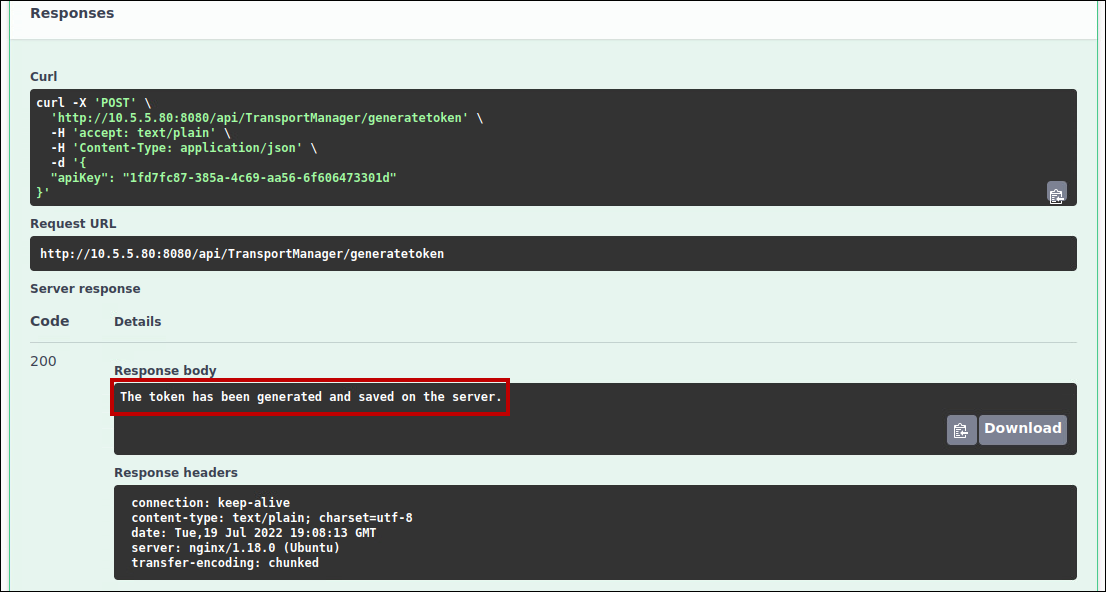 Responses
Curl
curl -X 'POST' \
  'http://10.5.5.80:8080/api/TransportManager/generatetoken' \
  -H 'accept: text/plain' \
  -H 'Content-Type: application/json' \
  -d '{
  "apiKey": "1fd7fc87-385a-4c69-aa56-6f606473301d"
}'
Request URL
http://10.5.5.80:8080/api/TransportManager/generatetoken
Server response
Code Details
200
Response body
The token has been generated and saved on the server.
Download
Response headers
connection: keep-alive
content-type: text/plain; charset=utf-8
date: Tue,19 Jul 2022 19:08:13 GMT
server: nginx/1.18.0 (Ubuntu)
transfer-encoding: chunked